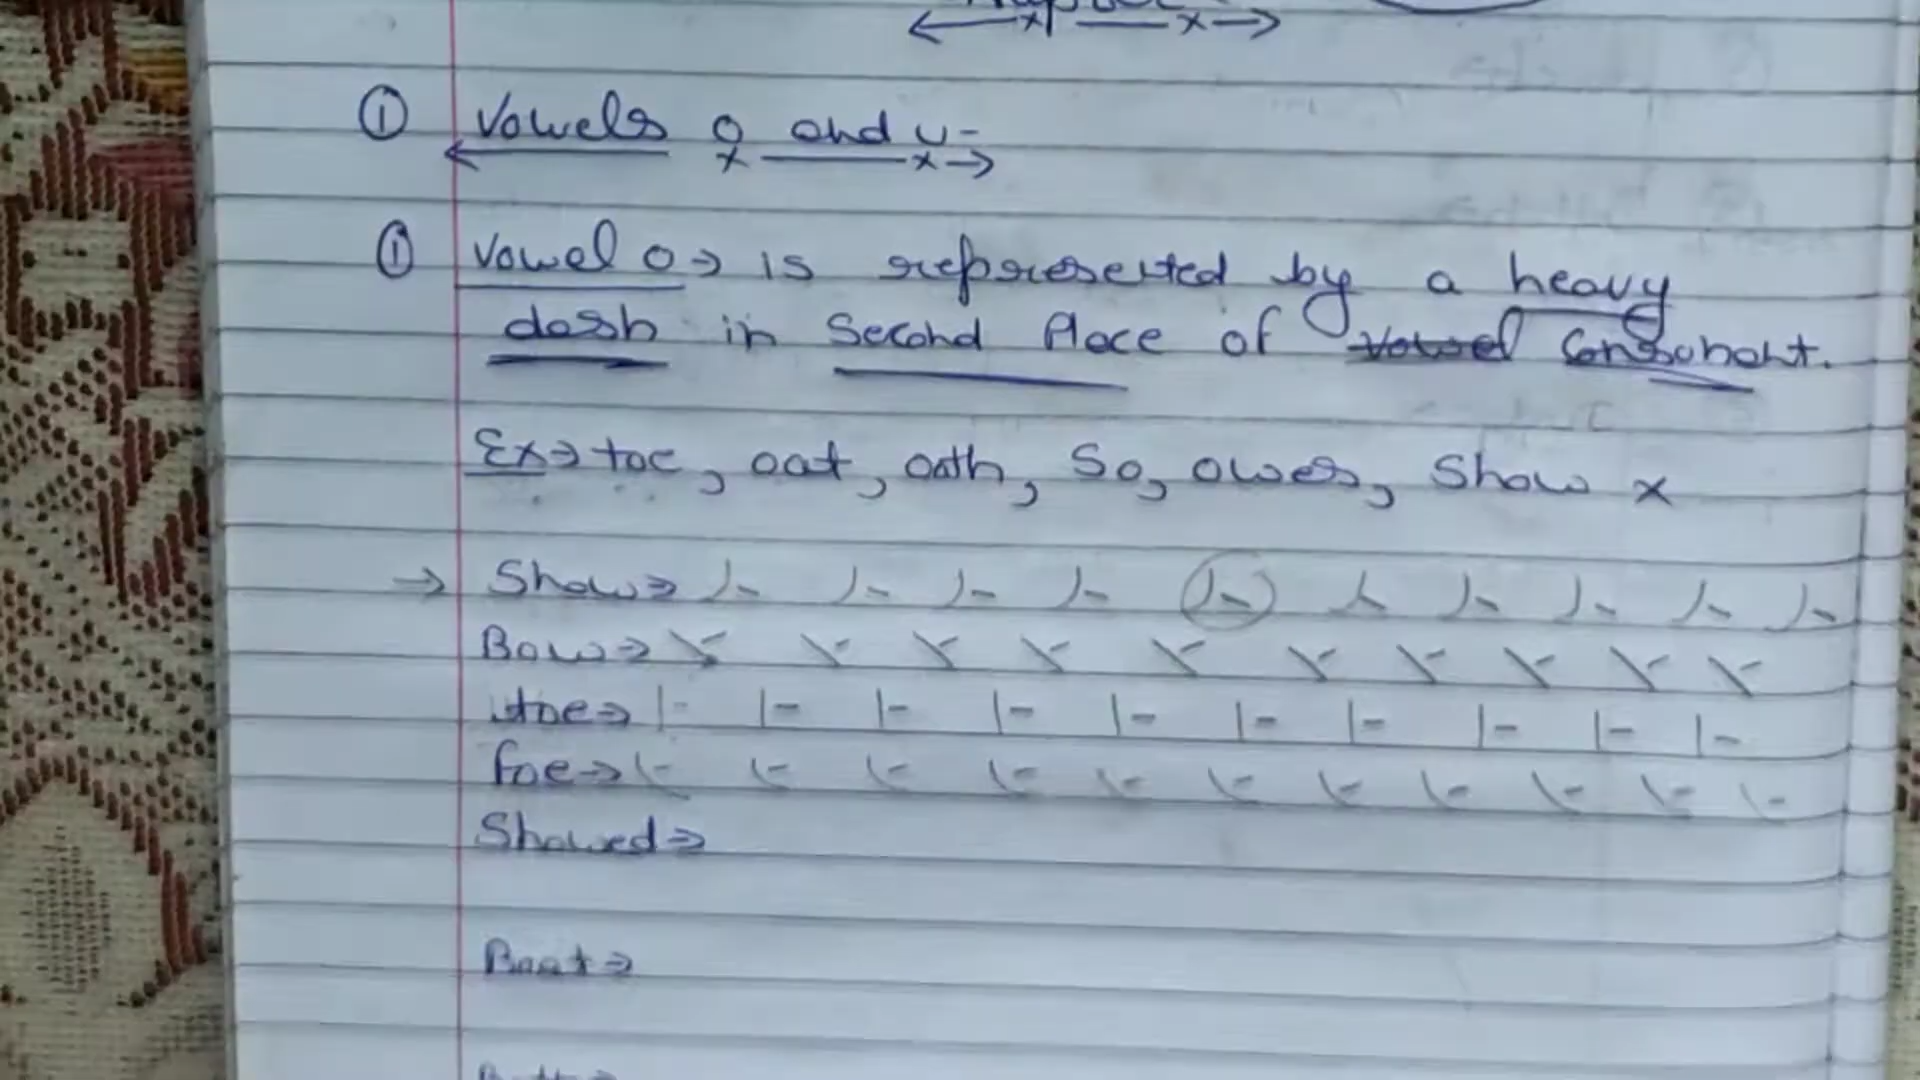 ① Vowels o and u-
① Vowel o → is represented by a heavy
dash in Second Place of Consonant.
Ex → toe, oat, oath, So, owes, Show x
→ Show ⇒
Bow ⇒
toe ⇒
foe →
Showed ⇒
Boat ⇒